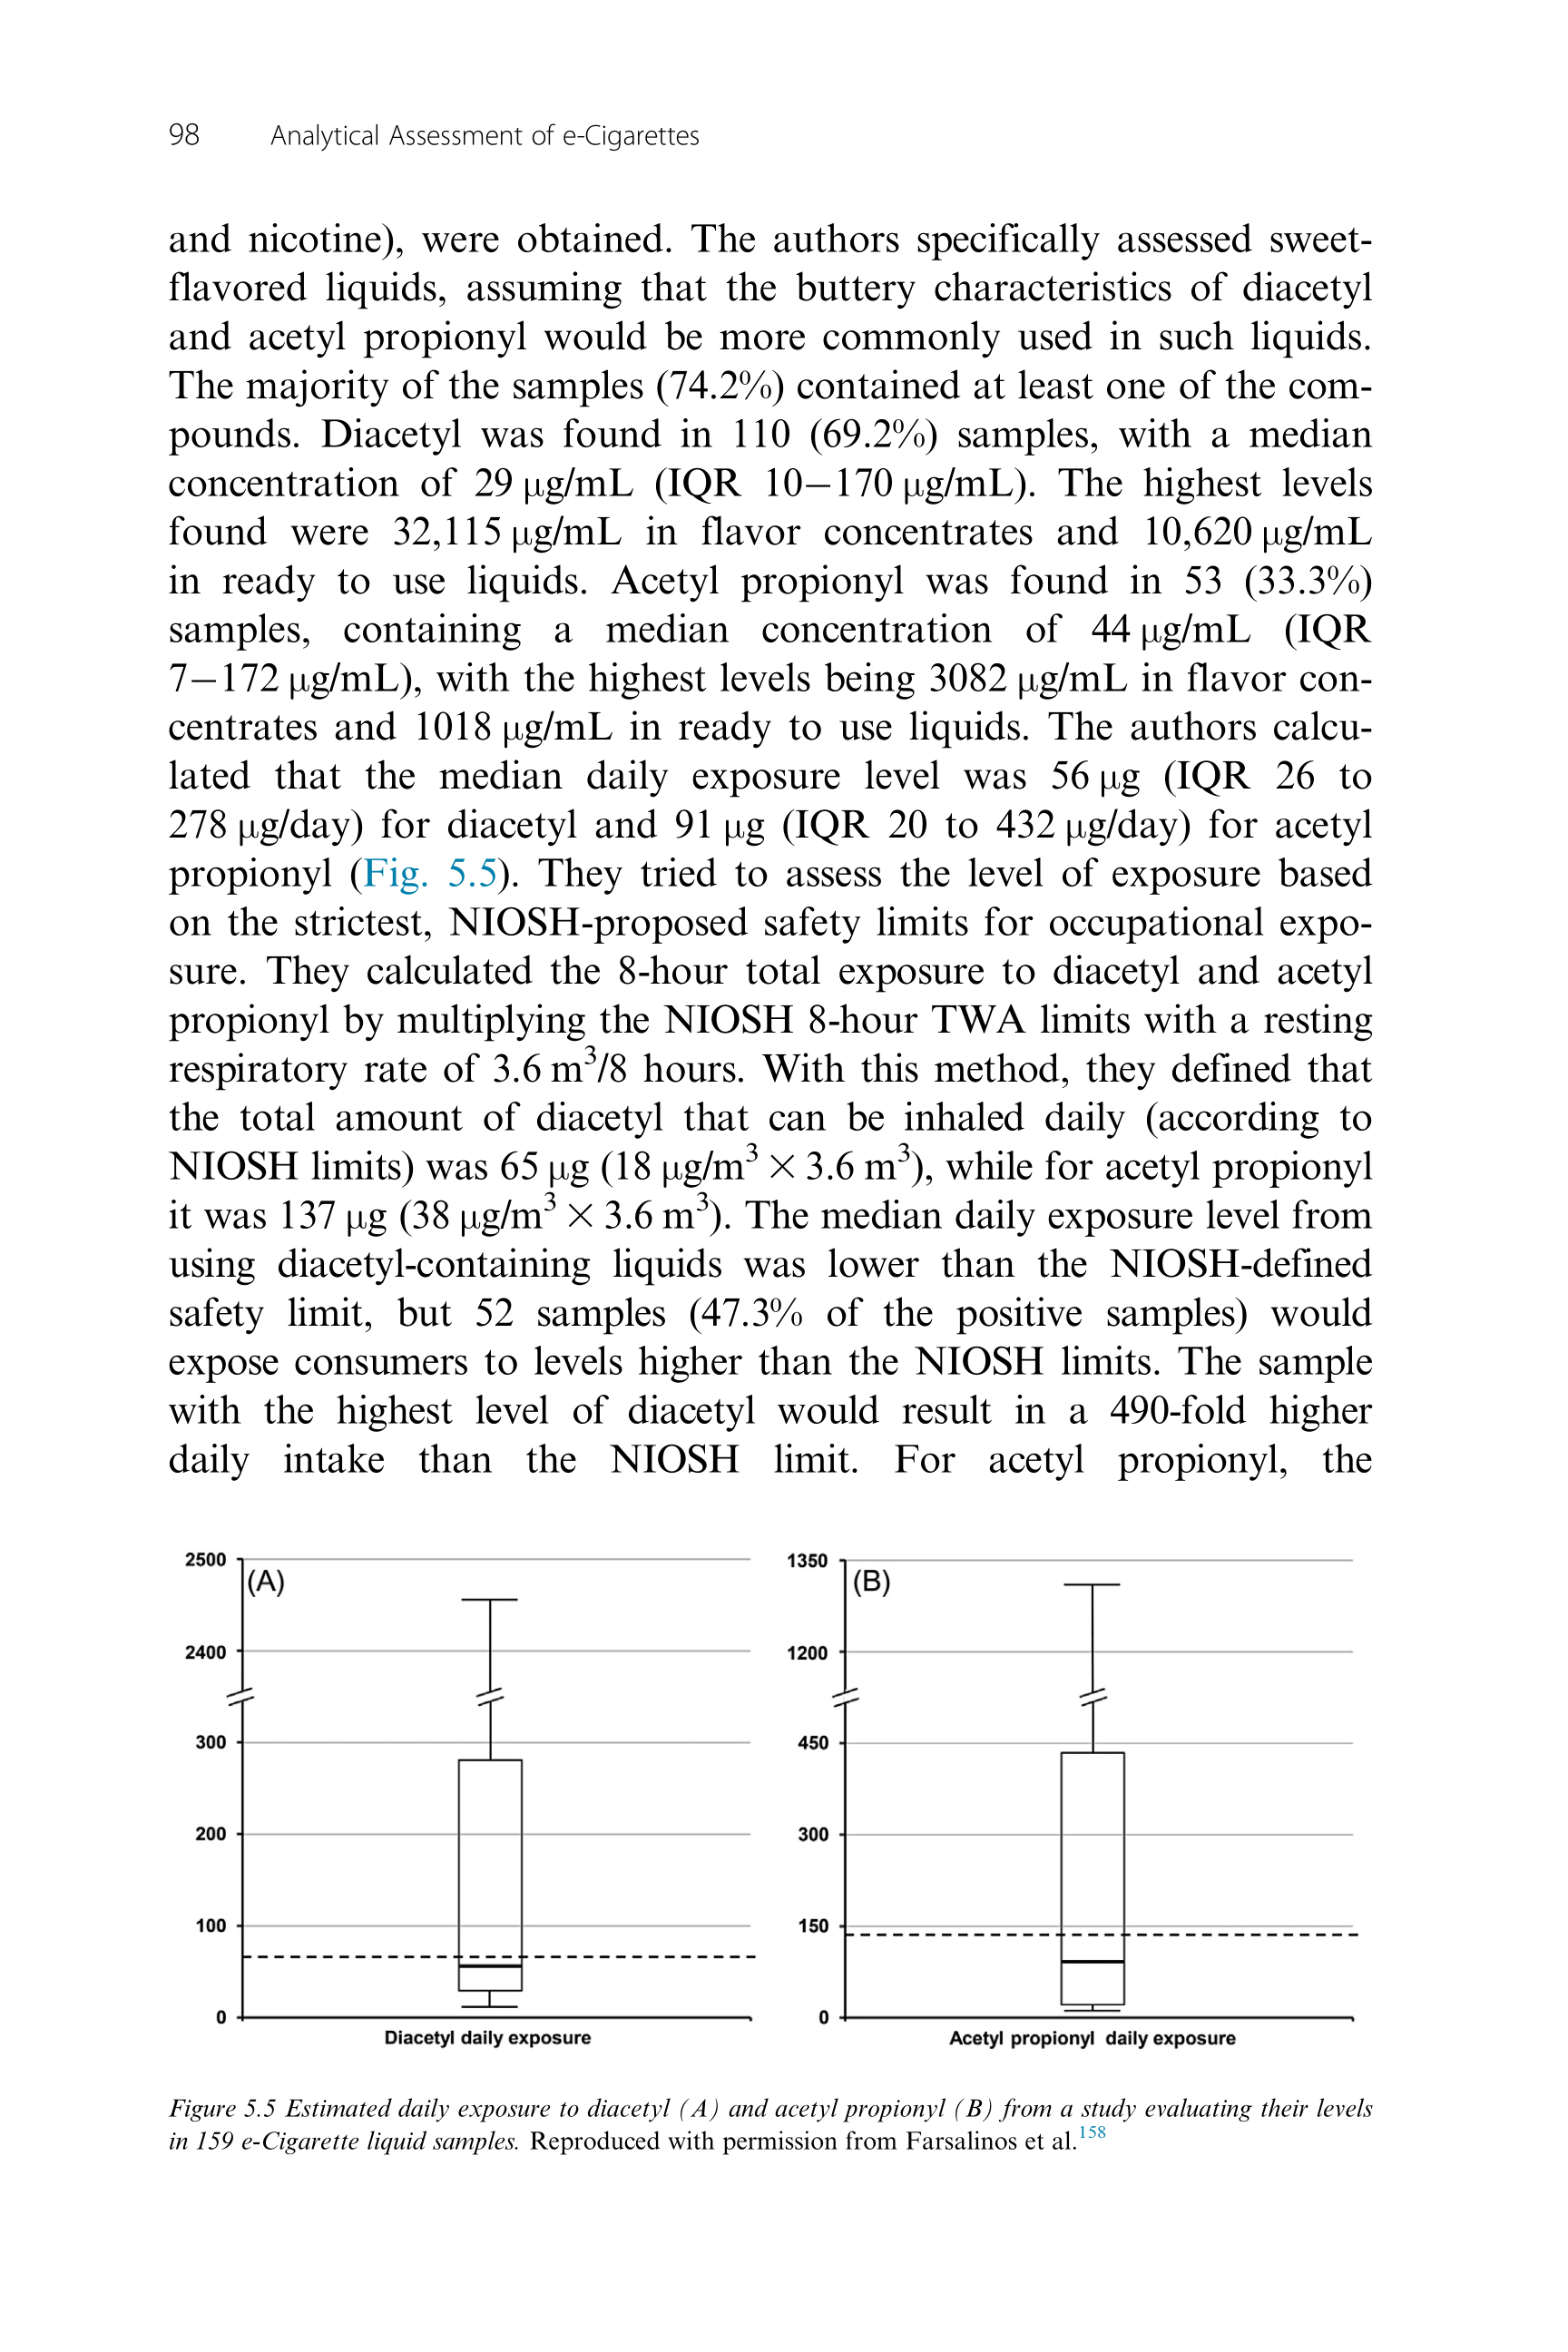 98 Analytical Assessment of e-Cigarettes
and nicotine), were obtained. The authors specifically assessed sweet-
flavored liquids, assuming that the buttery characteristics of diacetyl
and acetyl propionyl would be more commonly used in such liquids.
The majority of the samples (74.2%) contained at least one of the com-
pounds. Diacetyl was found in 110 (69.2%) samples, with a median
concentration of 29 μg/mL (IQR 10–170 μg/mL). The highest levels
found were 32,115 μg/mL in flavor concentrates and 10,620 μg/mL
in ready to use liquids. Acetyl propionyl was found in 53 (33.3%)
samples, containing a median concentration of 44 μg/mL (IQR
7–172 μg/mL), with the highest levels being 3082 μg/mL in flavor con-
centrates and 1018 μg/mL in ready to use liquids. The authors calcu-
lated that the median daily exposure level was 56 μg (IQR 26 to
278 μg/day) for diacetyl and 91 μg (IQR 20 to 432 μg/day) for acetyl
propionyl (Fig. 5.5). They tried to assess the level of exposure based
on the strictest, NIOSH-proposed safety limits for occupational expo-
sure. They calculated the 8-hour total exposure to diacetyl and acetyl
propionyl by multiplying the NIOSH 8-hour TWA limits with a resting
respiratory rate of 3.6 m³/8 hours. With this method, they defined that
the total amount of diacetyl that can be inhaled daily (according to
NIOSH limits) was 65 μg (18 μg/m³ × 3.6 m³), while for acetyl propionyl
it was 137 μg (38 μg/m³ × 3.6 m³). The median daily exposure level from
using diacetyl-containing liquids was lower than the NIOSH-defined
safety limit, but 52 samples (47.3% of the positive samples) would
expose consumers to levels higher than the NIOSH limits. The sample
with the highest level of diacetyl would result in a 490-fold higher
daily intake than the NIOSH limit. For acetyl propionyl, the
(A)
2500
2400
300
200
100
0
Diacetyl daily exposure
(B)
1350
1200
450
300
150
0
Acetyl propionyl daily exposure
Figure 5.5 Estimated daily exposure to diacetyl (A) and acetyl propionyl (B) from a study evaluating their levels
in 159 e-Cigarette liquid samples. Reproduced with permission from Farsalinos et al.¹⁵⁸